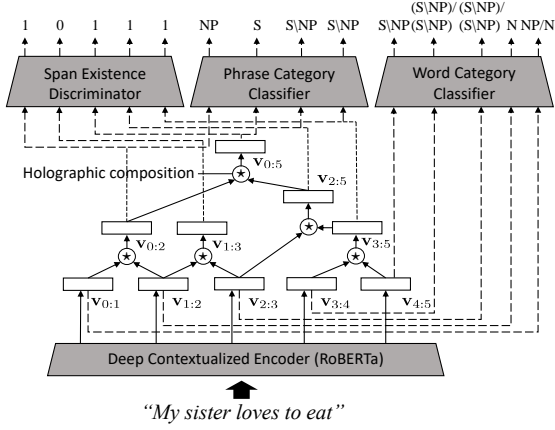 (S\NP)/ (S\NP)/
1 0 1 1 1 NP S S\NP S\NP S\NP (S\NP) (S\NP) N NP/N
Span Existence Discriminator
Phrase Category Classifier
Word Category Classifier
v0:5
Holographic composition
v2:5
v0:2 v1:3 v3:5
v0:1 v1:2 v2:3 v3:4 v4:5
Deep Contextualized Encoder (RoBERTa)
“My sister loves to eat”